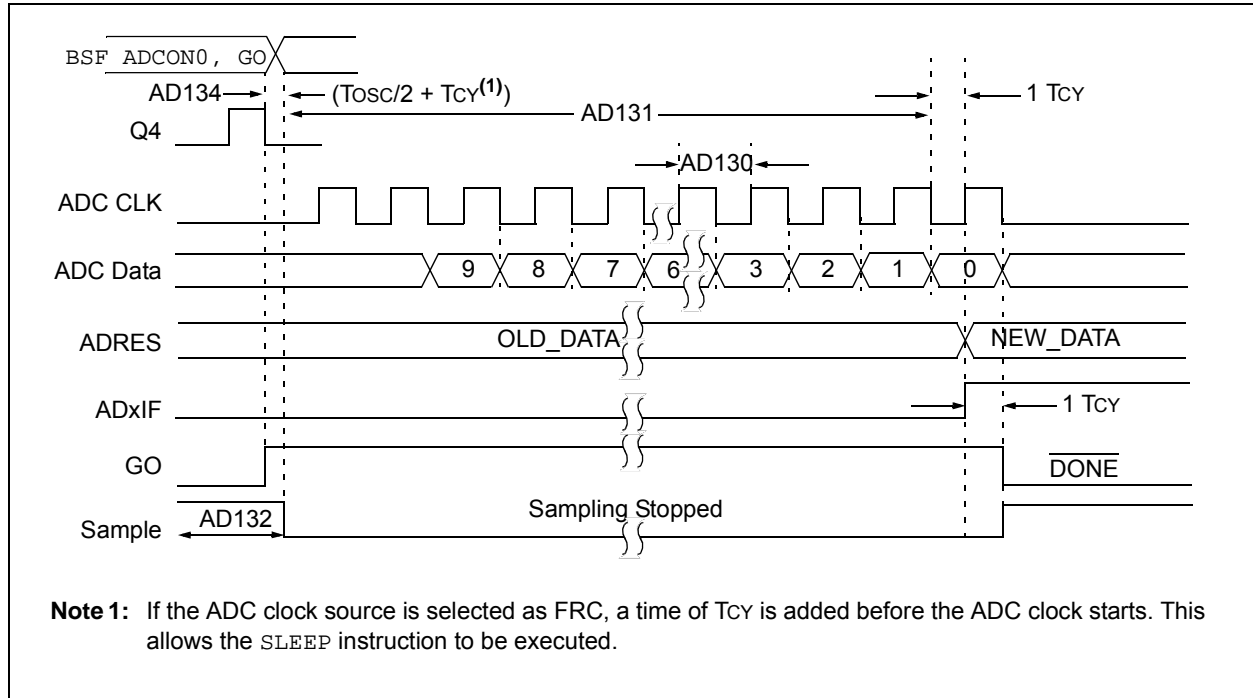 BSF ADCON0, GO
AD134 (TOSC/2 + TCY(1)) 1 TCY
AD131
Q4
AD130
ADC CLK
ADC Data 9 8 7 6 3 2 1 0
OLD_DATA NEW_DATA
ADRES
ADxIF 1 TCY
GO DONE
Sampling Stopped
AD132
Sample
Note 1: If the ADC clock source is selected as FRC, a time of TCY is added before the ADC clock starts. This
allows the SLEEP instruction to be executed.